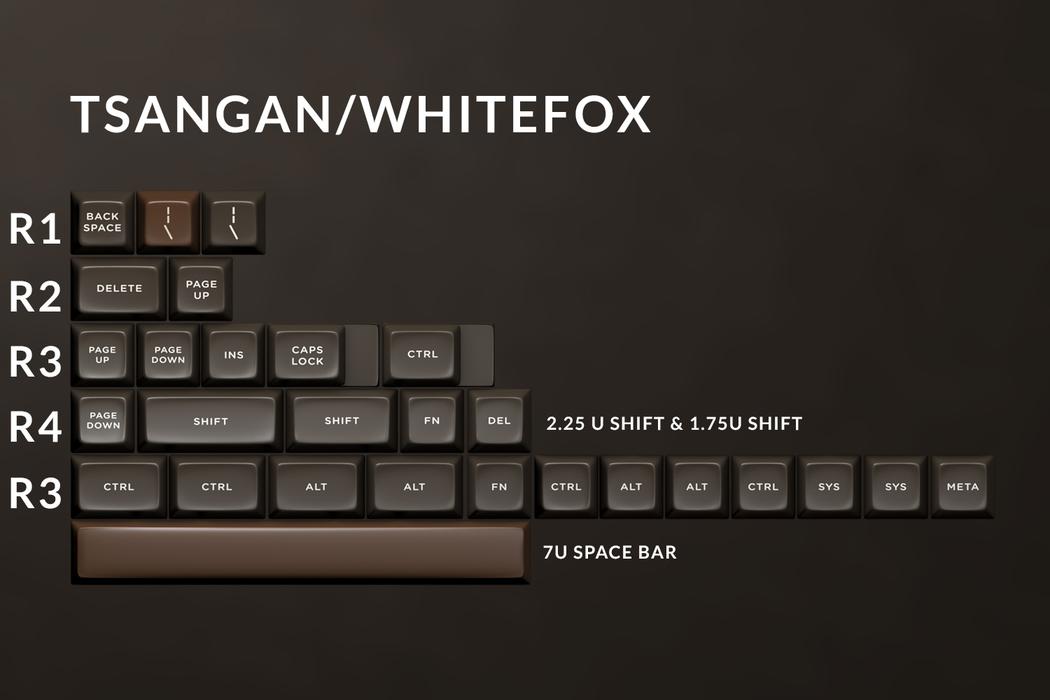 TSANGAN/WHITEFOX
R1 BACK SPACE ¦ \ ¦ \
R2 DELETE PAGE UP
R3 PAGE UP PAGE DOWN INS CAPS LOCK CTRL
R4 PAGE DOWN SHIFT SHIFT FN DEL 2.25 U SHIFT & 1.75U SHIFT
R3 CTRL CTRL ALT ALT FN CTRL ALT ALT CTRL SYS SYS META
7U SPACE BAR